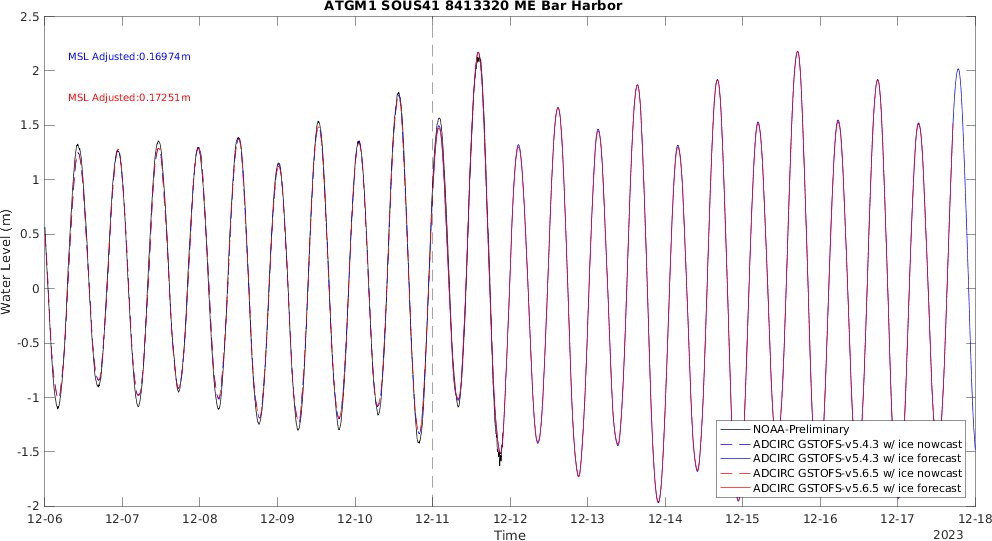 ATGM1 SOUS41 8413320 ME Bar Harbor
2.5
2
1.5
1
0.5
0
-0.5
-1
-1.5
-2
Water Level (m)
MSL Adjusted:0.16974m
MSL Adjusted:0.17251m
NOAA-Preliminary
ADCIRC GSTOFS-v5.4.3 w/ ice nowcast
ADCIRC GSTOFS-v5.4.3 w/ ice forecast
ADCIRC GSTOFS-v5.6.5 w/ ice nowcast
ADCIRC GSTOFS-v5.6.5 w/ ice forecast
12-06 12-07 12-08 12-09 12-10 12-11 12-12 12-13 12-14 12-15 12-16 12-17 12-18
Time
2023